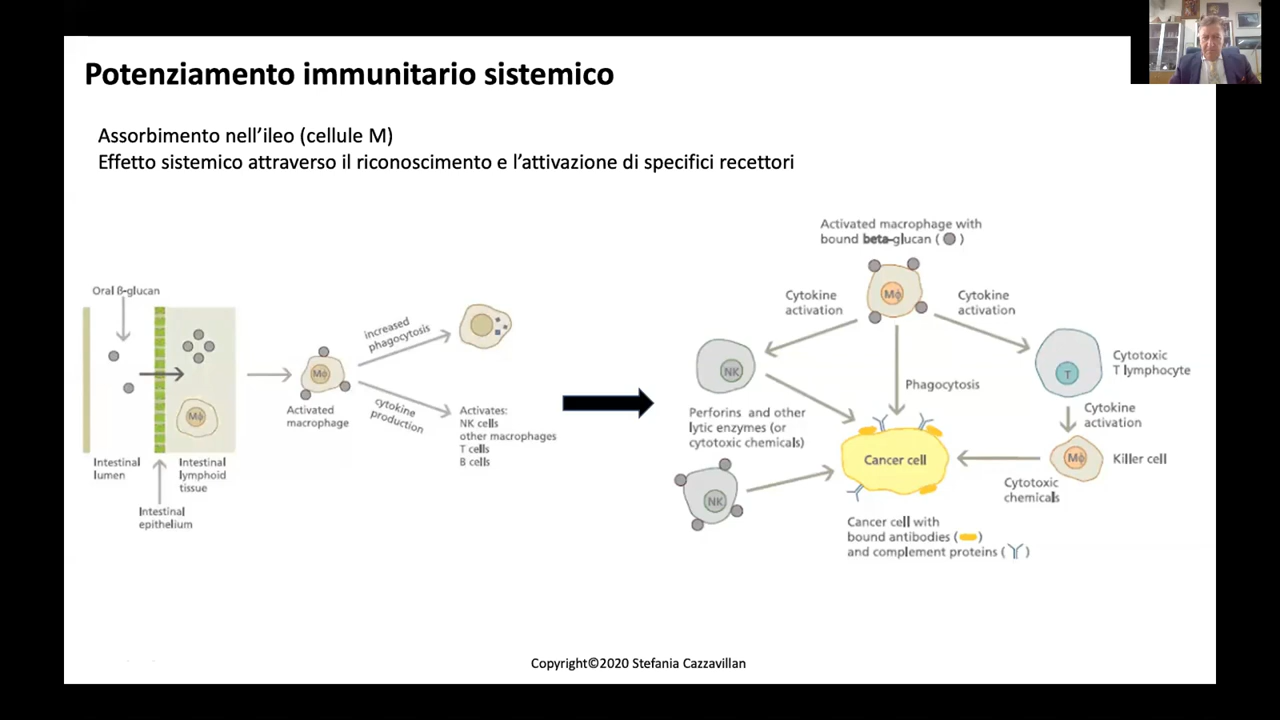 Potenziamento immunitario sistemico
Assorbimento nell’ileo (cellule M)
Effetto sistemico attraverso il riconoscimento e l’attivazione di specifici recettori
Oral ß-glucan
Intestinal
lumen
Intestinal
epithelium
Mϕ
Intestinal
lymphoid
tissue
Mϕ
Activated
macrophage
increased
phagocytosis
cytokine
production
Activates:
NK cells
other macrophages
T cells
B cells
Activated macrophage with
bound beta-glucan ( )
Mϕ
Cytokine
activation
Cytokine
activation
NK
Perforins and other
lytic enzymes (or
cytotoxic chemicals)
Phagocytosis
T
Cytotoxic
T lymphocyte
Cytokine
activation
Mϕ
Killer cell
Cytotoxic
chemicals
NK
Cancer cell
Cancer cell with
bound antibodies ( )
and complement proteins ( )
Copyright©2020 Stefania Cazzavillan